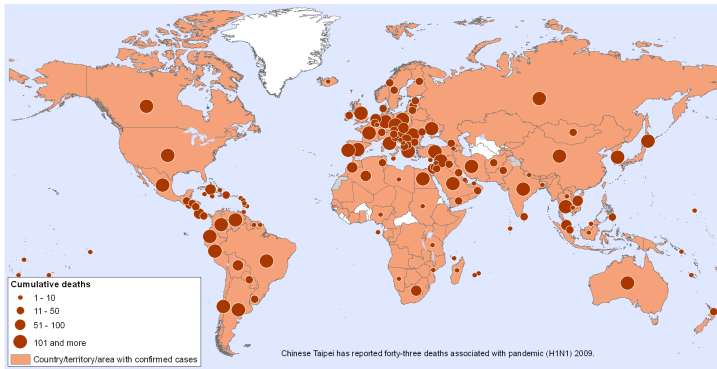 Cumulative deaths
1 - 10
11 - 50
51 - 100
101 and more
Country/territory/area with confirmed cases
Chinese Taipei has reported forty-three deaths associated with pandemic (H1N1) 2009.